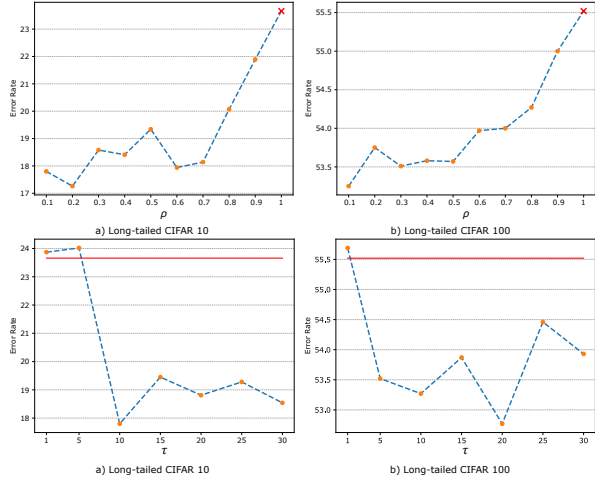 23
22
21
20
19
18
17
Error Rate
0.1 0.2 0.3 0.4 0.5 0.6 0.7 0.8 0.9 1
ρ
a) Long-tailed CIFAR 10
55.5
55.0
54.5
54.0
53.5
Error Rate
0.1 0.2 0.3 0.4 0.5 0.6 0.7 0.8 0.9 1
ρ
b) Long-tailed CIFAR 100
24
23
22
21
20
19
18
Error Rate
1 5 10 15 20 25 30
τ
a) Long-tailed CIFAR 10
55,5
55,0
54,5
54,0
53,5
53,0
Error Rate
1 5 10 15 20 25 30
τ
b) Long-tailed CIFAR 100